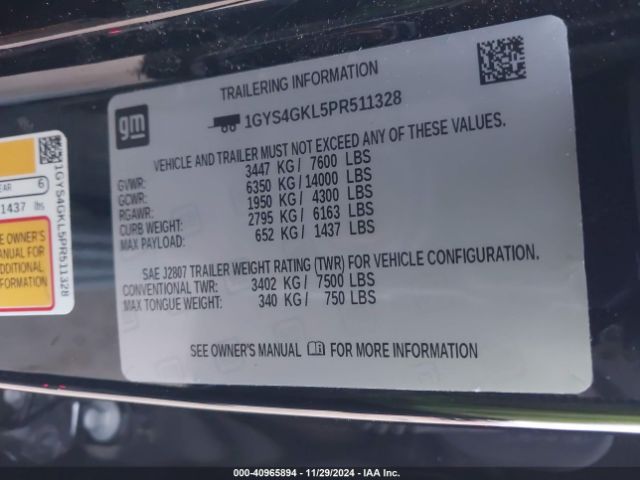 TRAILERING INFORMATION
gm
1GYS4GKL5PR511328
VEHICLE AND TRAILER MUST NOT EXCEED ANY OF THESE VALUES.
GVWR: 3447 KG/ 7600 LBS
GCWR: 6350 KG/14000 LBS
RGAWR: 1950 KG/ 4300 LBS
CURB WEIGHT: 2795 KG/ 6163 LBS
MAX PAYLOAD: 652 KG/ 1437 LBS
SAE J2807 TRAILER WEIGHT RATING (TWR) FOR VEHICLE CONFIGURATION.
CONVENTIONAL TWR: 3402 KG/ 7500 LBS
MAX TONGUE WEIGHT: 340 KG/ 750 LBS
SEE OWNER'S MANUAL FOR MORE INFORMATION
EAR 6
1437 lbs
E OWNER'S
MANUAL FOR
ADDITIONAL
FORMATION
1GYS4GKL5PR511328
000-40965894 - 11/29/2024 - IAA Inc.